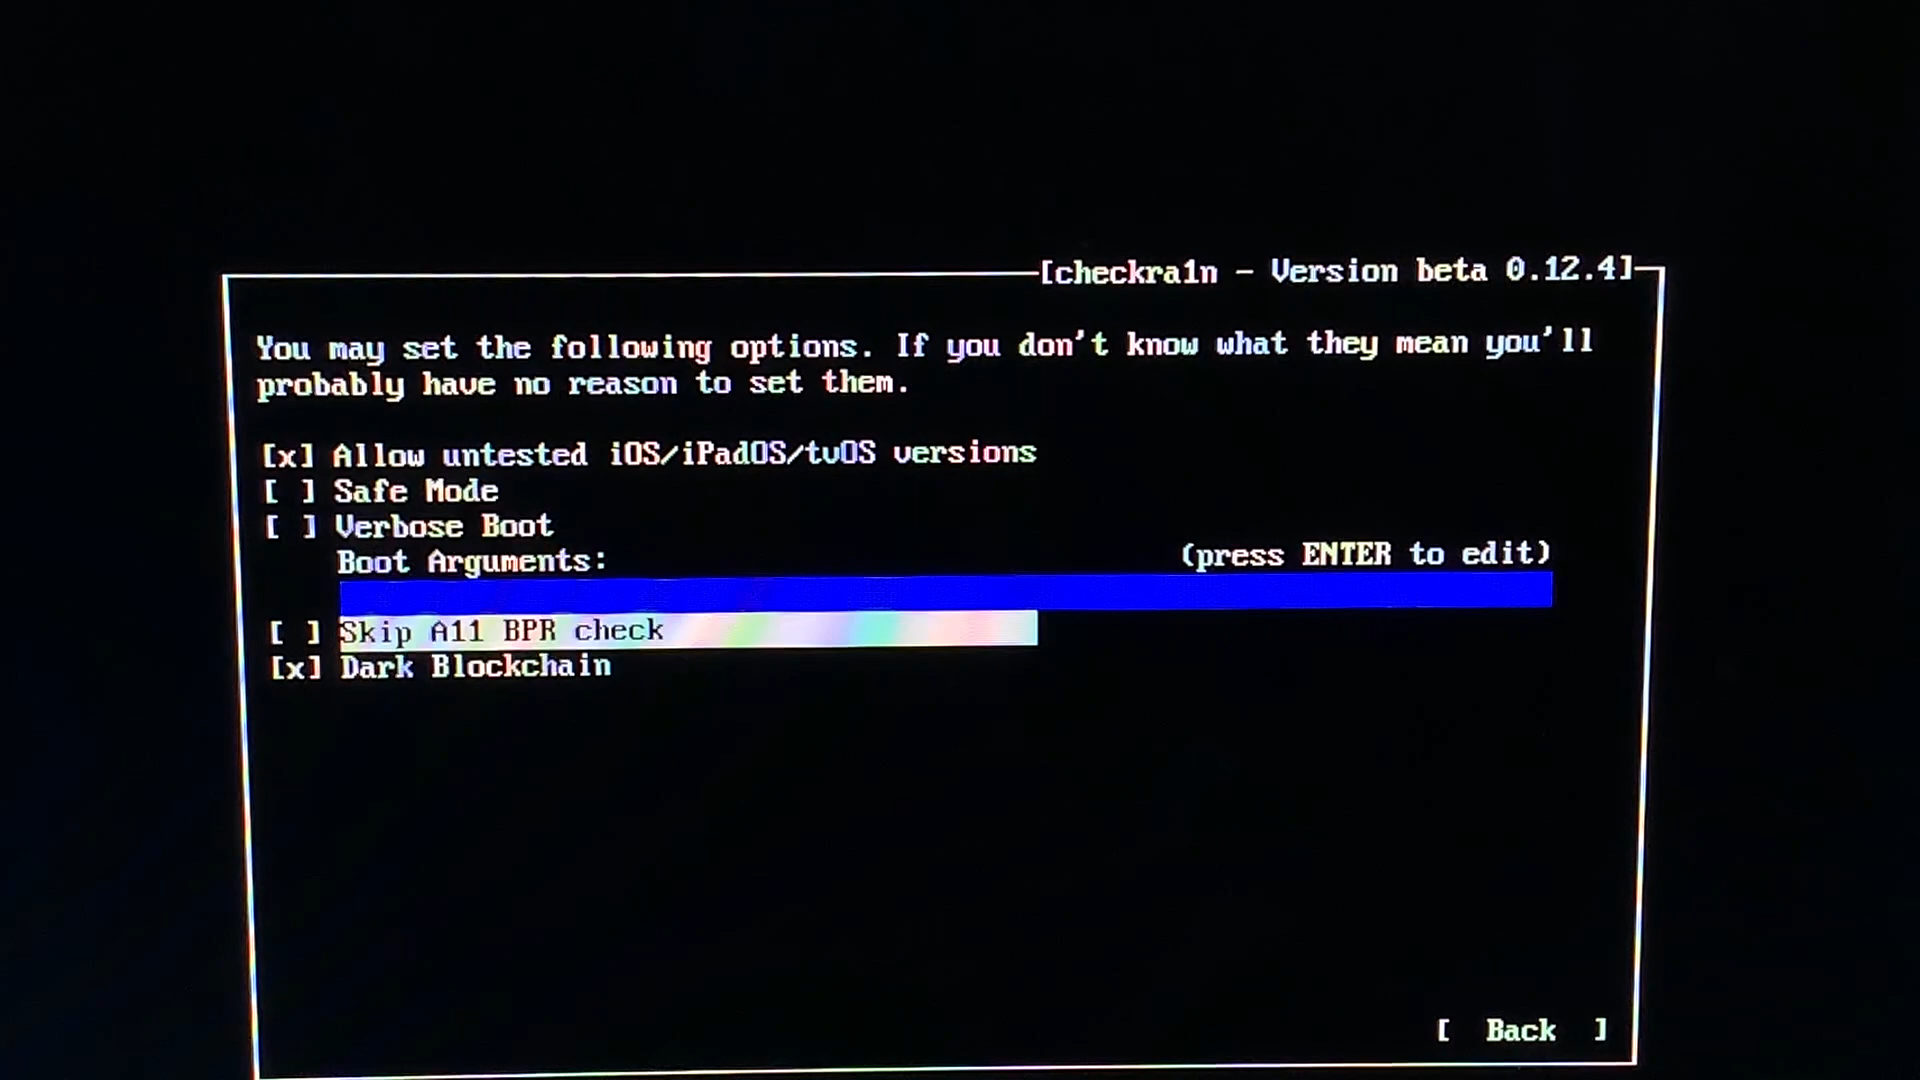 [checkra1n - Version beta 0.12.4]
You may set the following options. If you don't know what they mean you'll
probably have no reason to set them.
[x] Allow untested iOS/iPadOS/tvOS versions
[ ] Safe Mode
[ ] Verbose Boot
Boot Arguments: (press ENTER to edit)
[ ] Skip A11 BPR check
[x] Dark Blockchain
[ Back ]